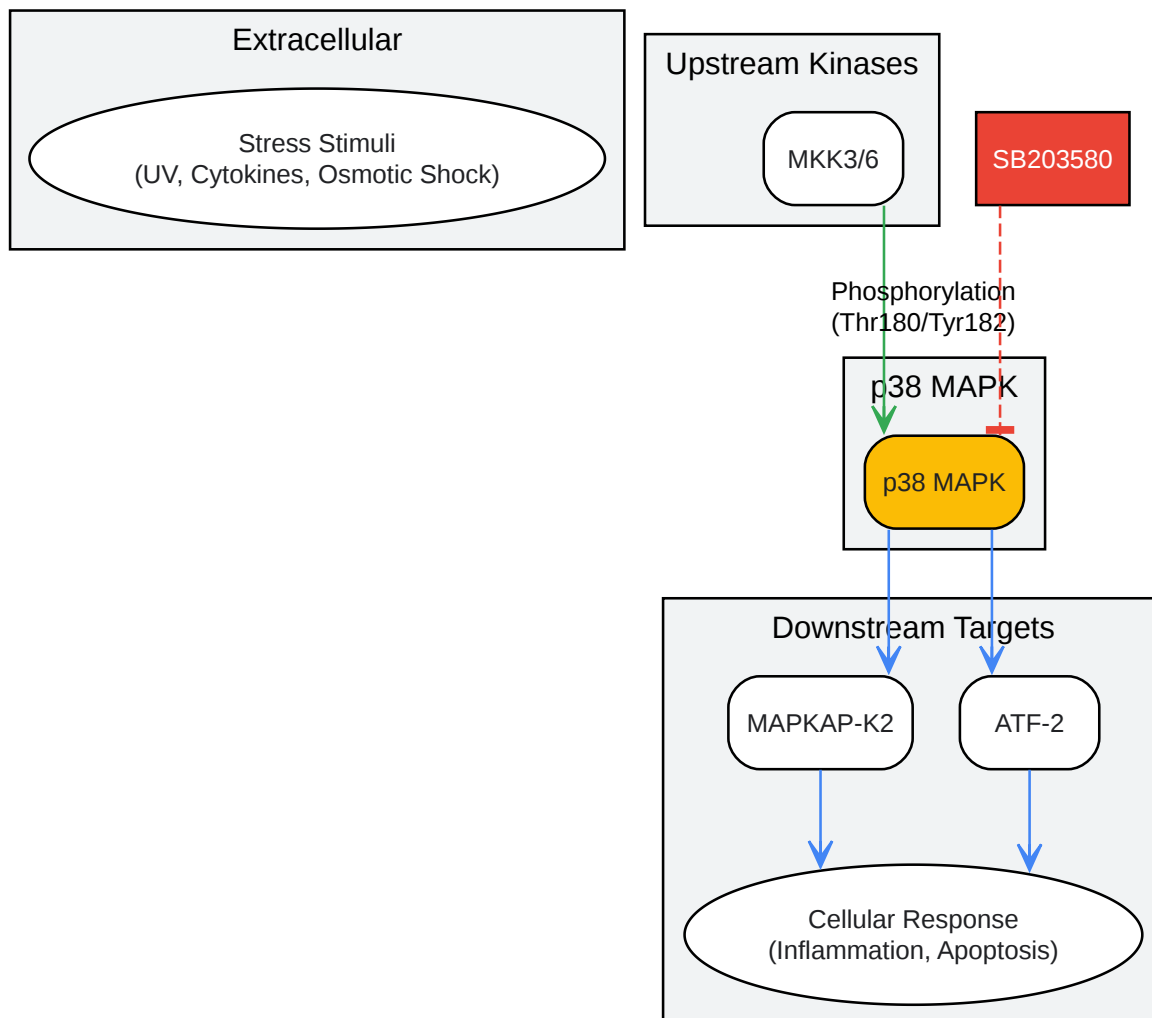 Extracellular
Stress Stimuli
(UV, Cytokines, Osmotic Shock)
Upstream Kinases
MKK3/6
SB203580
Phosphorylation
(Thr180/Tyr182)
p38 MAPK
p38 MAPK
Downstream Targets
MAPKAP-K2
ATF-2
Cellular Response
(Inflammation, Apoptosis)